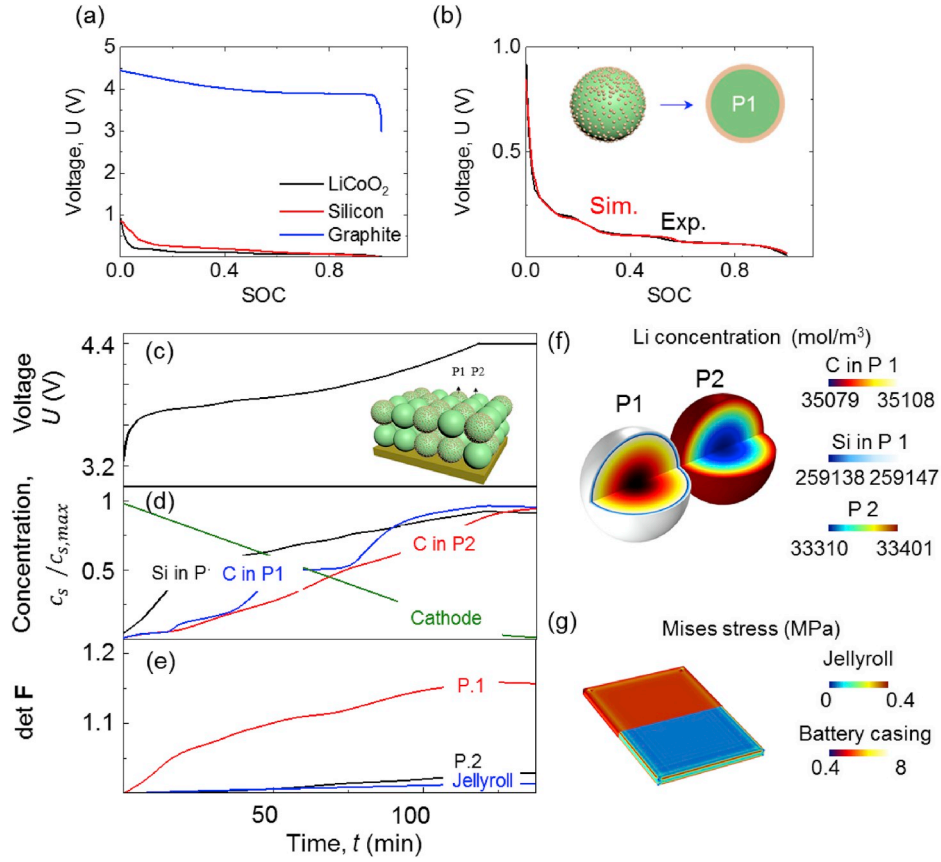 (a)
Voltage, U (V)
5
4
3
2
1
LiCoO2
Silicon
Graphite
0.0 0.4 0.8
SOC
(b)
Voltage, U (V)
1.0
0.5
P1
Sim.
Exp.
0.0 0.4 0.8
SOC
(c)
Voltage
U (V)
4.4
3.2
P1 P2
(d)
Concentration,
cs /cs,max
1
0.5
Si in P
C in P1
C in P2
Cathode
(e)
det F
1.2
1.1
P.1
P.2
Jellyroll
50 100
Time, t (min)
(f)
Li concentration (mol/m³)
P1
P2
C in P 1
35079 35108
Si in P 1
259138 259147
P 2
33310 33401
(g)
Mises stress (MPa)
Jellyroll
0 0.4
Battery casing
0.4 8